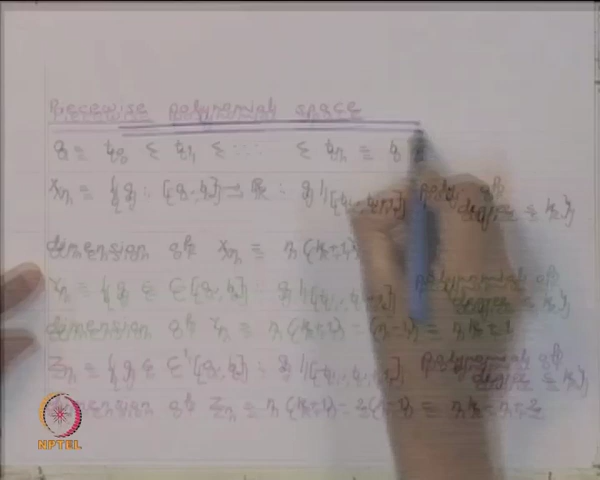 Piecewise polynomial space
a = t₀ < t₁ < ⋯ < tₙ = b
Xₙ = {g : [a, b] → ℝ : g |[tᵢ, tᵢ₊₁] poly. of degree ≤ k}
dimension of Xₙ = n (k+1)
Yₙ = {g ∈ C[a, b] : g |[tᵢ, tᵢ₊₁] polynomial of degree ≤ k}
dimension of Yₙ = n (k+1) - (n-1) = nk+1
Zₙ = {g ∈ C¹[a, b] : g |[tᵢ, tᵢ₊₁] polynomial of degree ≤ k}
dimension of Zₙ = n (k+1) - 2(n-1) = nk-n+2
NPTEL